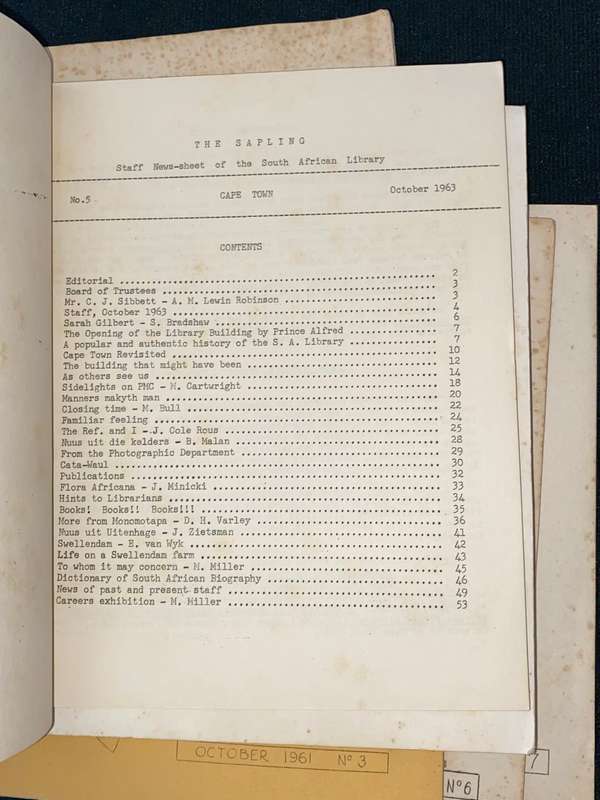 THE SAPLING
Staff News-sheet of the South African Library
No.5 CAPE TOWN October 1963
CONTENTS
Editorial 2
Board of Trustees 3
Mr. C. J. Sibbett - A. M. Lewin Robinson 3
Staff, October 1963 4
Sarah Gilbert - S. Bradshaw 6
The Opening of the Library Building by Prince Alfred 7
A popular and authentic history of the S. A. Library 7
Cape Town Revisited 10
The building that might have been 12
As others see us 14
Sidelights on PMC - M. Cartwright 18
Manners makyth man 20
Closing time - M. Bull 22
Familiar feeling 24
The Ref. and I - J. Cole Rous 25
Nuus uit die kelders - B. Malan 28
From the Photographic Department 29
Cata-Waul 30
Publications 32
Flora Africana - J. Minicki 33
Hints to Librarians 34
Books! Books!! Books!!! 35
More from Monomotapa - D. H. Varley 36
Nuus uit Uitenhage - J. Zietsman 41
Swellendam - E. van Wyk 42
Life on a Swellendam farm 43
To whom it may concern - M. Miller 45
Dictionary of South African Biography 46
News of past and present staff 49
Careers exhibition - M. Miller 53
OCTOBER 1961 Nº 3
Nº 6
7